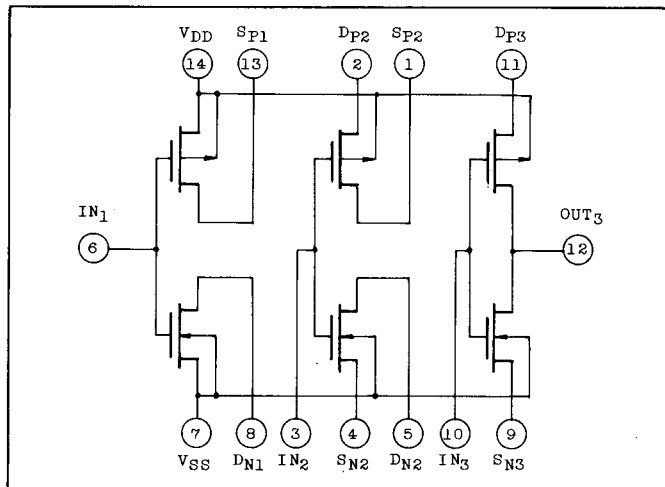 VDD SP1 DP2 SP2 DP3
14 13 2 1 11
IN1 OUT3
6 12
7 8 3 4 5 10 9
VSS DN1 IN2 SN2 DN2 IN3 SN3